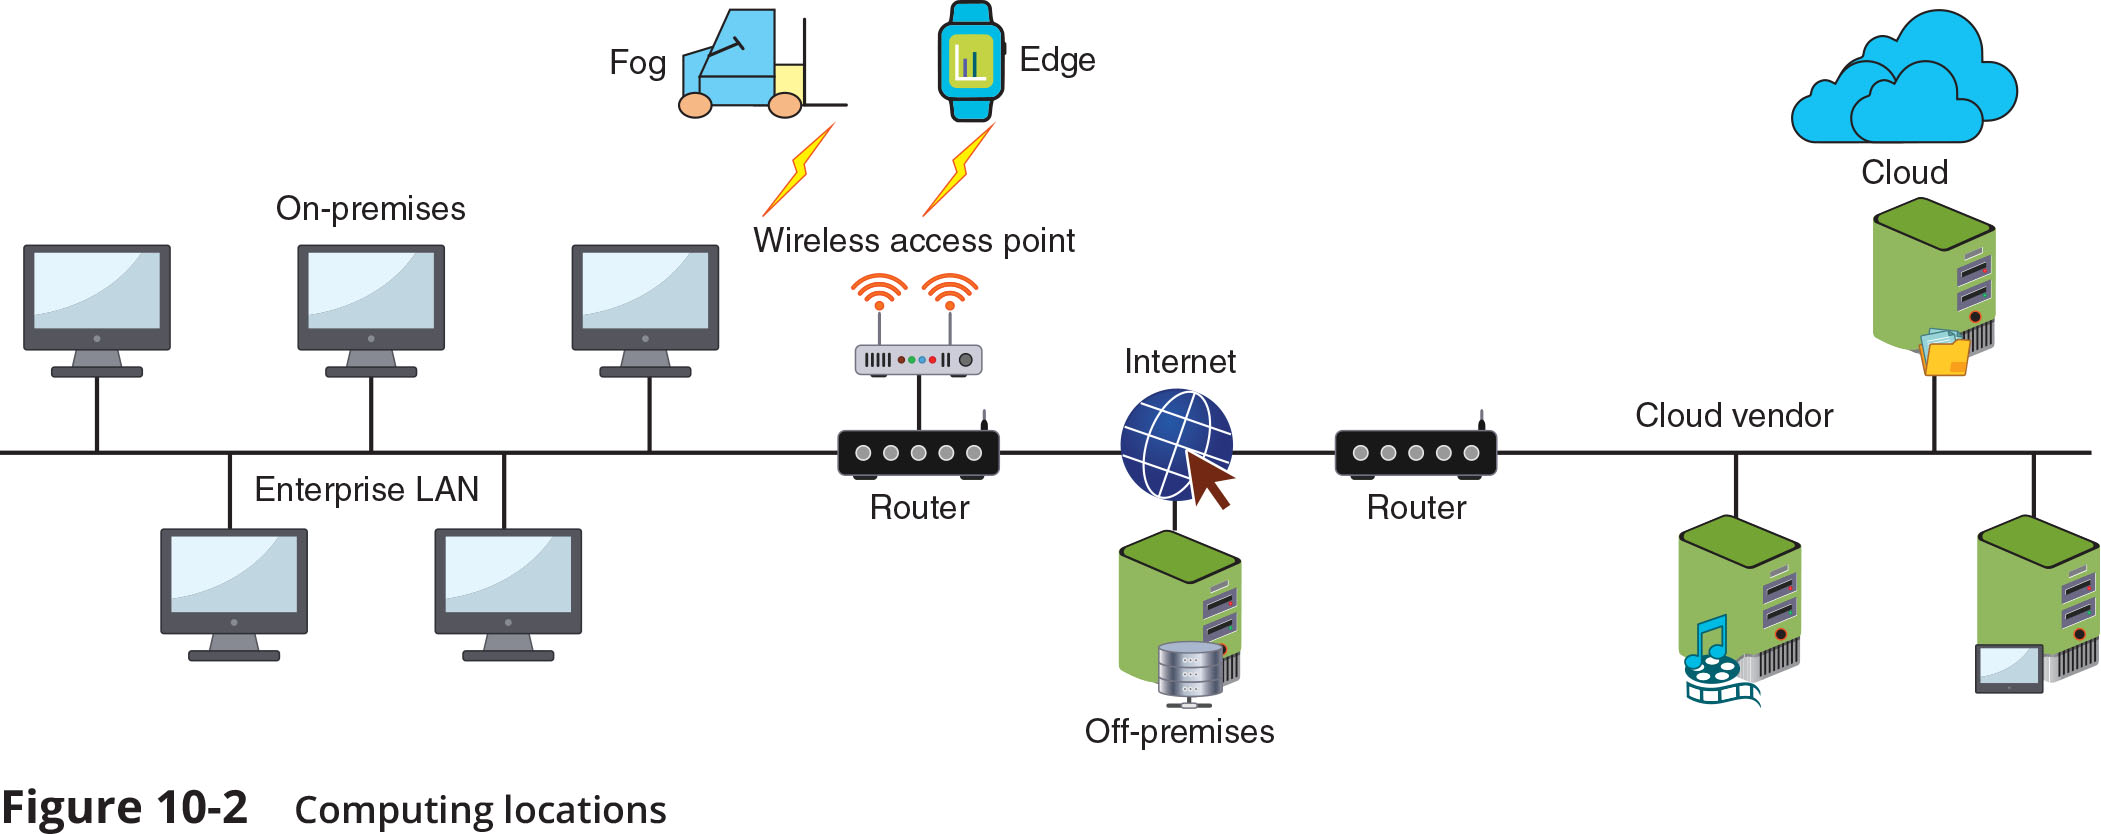 Fog
Edge
Cloud
On-premises
Wireless access point
Internet
Cloud vendor
Enterprise LAN
Router
Router
Off-premises
Figure 10-2 Computing locations